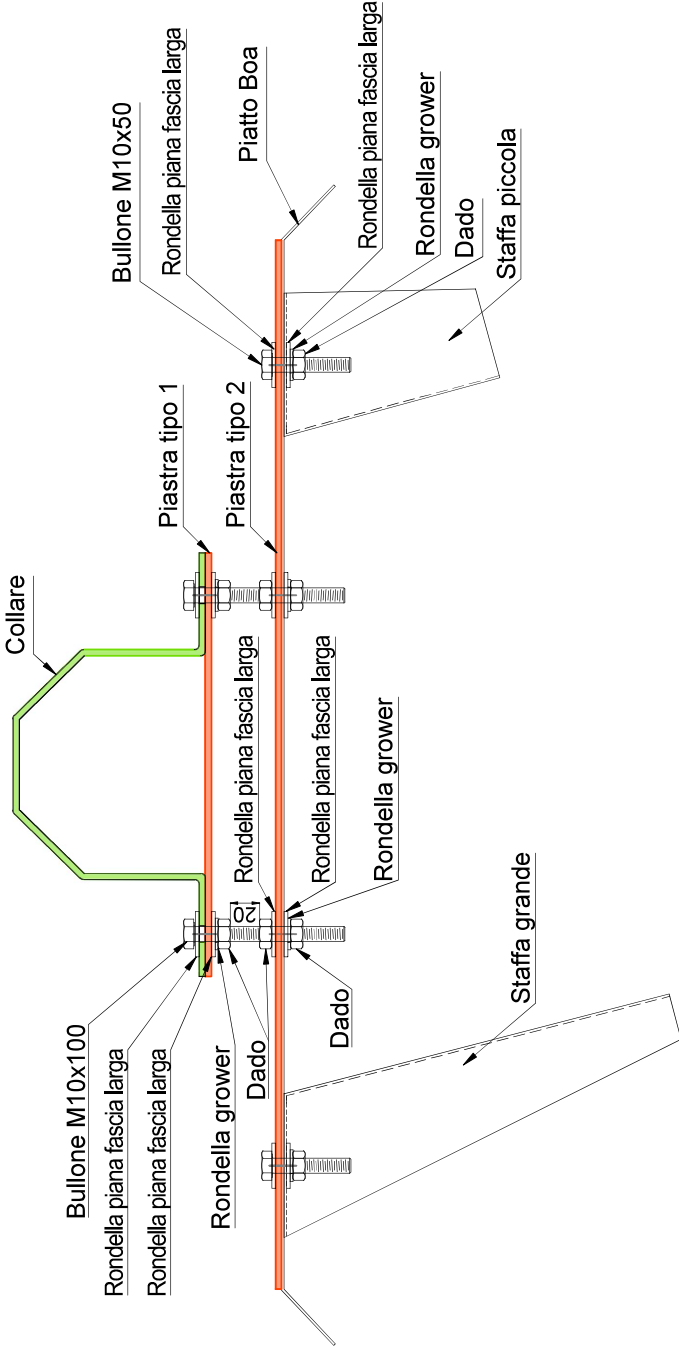 Collare
Bullone M10x100
Rondella piana fascia larga
Rondella piana fascia larga
Rondella grower
Dado
Piastra tipo 1
Piastra tipo 2
Bullone M10x50
Rondella piana fascia larga
Piatto Boa
20
Rondella piana fascia larga
Rondella piana fascia larga
Rondella grower
Dado
Rondella piana fascia larga
Rondella grower
Dado
Staffa piccola
Staffa grande